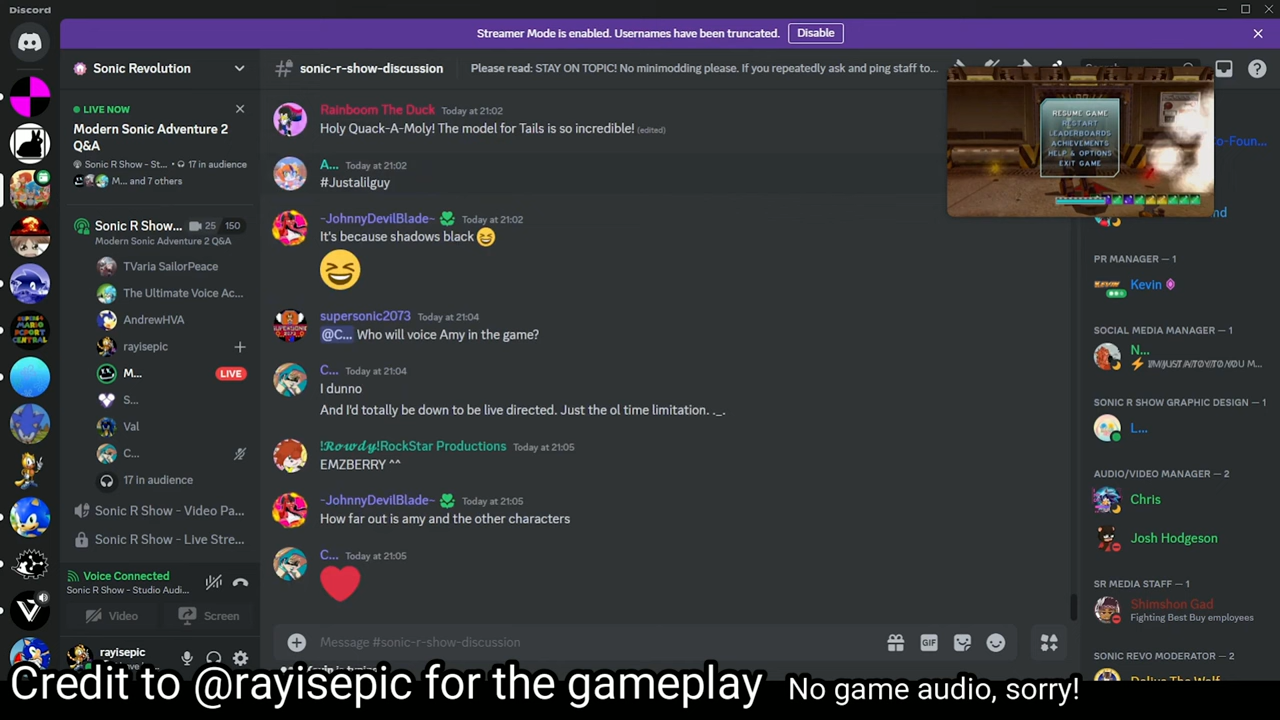 Discord
Streamer Mode is enabled. Usernames have been truncated.
Disable
Sonic Revolution
LIVE NOW
Modern Sonic Adventure 2
Q&A
Sonic R Show - St... 17 in audience
M... and 7 others
Sonic R Show... 25 150
Modern Sonic Adventure 2 Q&A
TVaria SailorPeace
The Ultimate Voice Ac...
AndrewHVA
rayisepic
M... LIVE
S...
Val
C...
17 in audience
Sonic R Show - Video Pa...
Sonic R Show - Live Stre...
Voice Connected
Sonic R Show - Studio Audi...
Video Screen
rayisepic
sonic-r-show-discussion
Please read: STAY ON TOPIC! No minimodding please. If you repeatedly ask and ping staff to...
Rainboom The Duck Today at 21:02
Holy Quack-A-Moly! The model for Tails is so incredible! (edited)
A... Today at 21:02
#Justalilguy
~JohnnyDevilBlade~ Today at 21:02
It's because shadows black
supersonic2073 Today at 21:04
@C... Who will voice Amy in the game?
C... Today at 21:04
I dunno
And I'd totally be down to be live directed. Just the ol time limitation. ._.
!𝓡𝓸𝔀𝓭𝔂!RockStar Productions Today at 21:05
EMZBERRY ^^
~JohnnyDevilBlade~ Today at 21:05
How far out is amy and the other characters
C... Today at 21:05
Message #sonic-r-show-discussion
GIF
RESUME GAME
RESTART
LEADERBOARDS
ACHIEVEMENTS
HELP & OPTIONS
EXIT GAME
PR MANAGER — 1
Kevin
SOCIAL MEDIA MANAGER — 1
N...
SONIC R SHOW GRAPHIC DESIGN — 1
L...
AUDIO/VIDEO MANAGER — 2
Chris
Josh Hodgeson
SR MEDIA STAFF — 1
Shimshon Gad
Fighting Best Buy employees
SONIC REVO MODERATOR — 2
Credit to @rayisepic for the gameplay
No game audio, sorry!